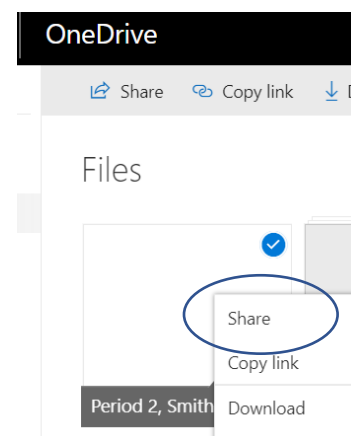 OneDrive
Share Copy link
Files
Share
Copy link
Period 2, Smith
Download